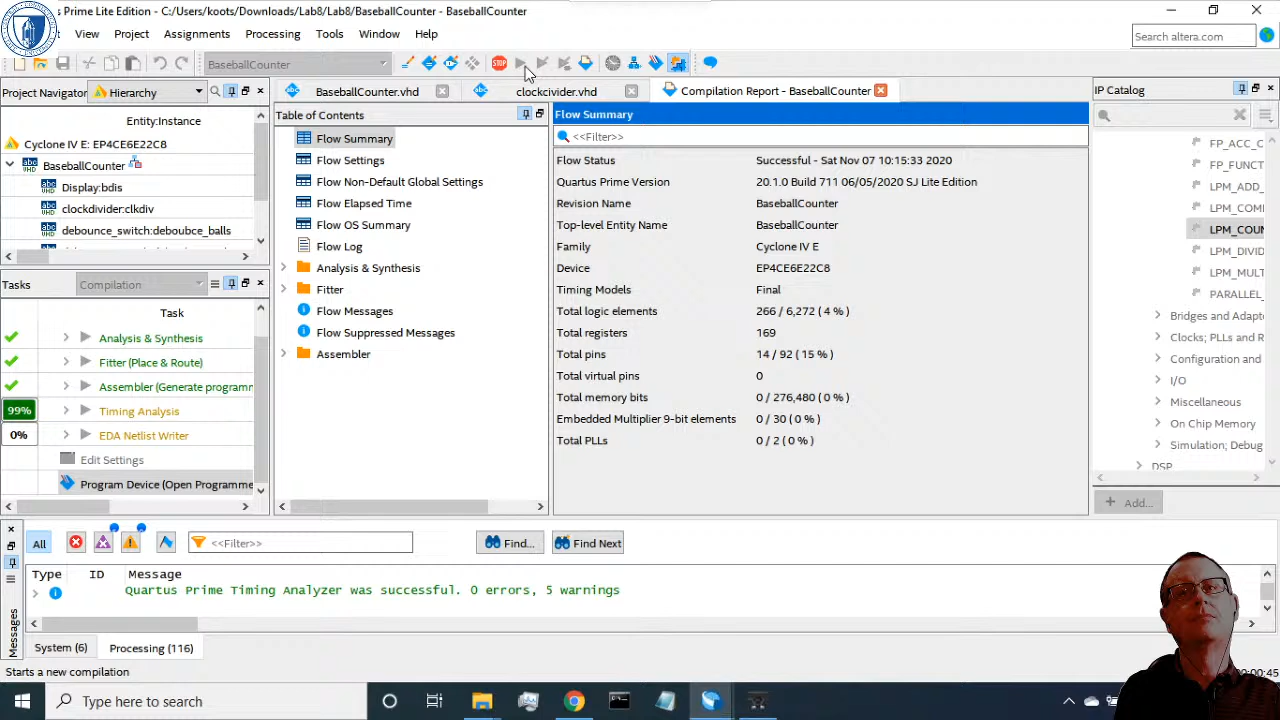 s Prime Lite Edition - C:/Users/koots/Downloads/Lab8/Lab8/BaseballCounter - BaseballCounter
View Project Assignments Processing Tools Window Help
Search altera.com
BaseballCounter
Project Navigator Hierarchy
BaseballCounter.vhd clockcivider.vhd Compilation Report - BaseballCounter
IP Catalog
Entity:Instance
Cyclone IV E: EP4CE6E22C8
BaseballCounter
Display:bdis
clockdivider:clkdiv
debounce_switch:deboubce_balls
Table of Contents
Flow Summary
Flow Settings
Flow Non-Default Global Settings
Flow Elapsed Time
Flow OS Summary
Flow Log
Analysis & Synthesis
Fitter
Flow Messages
Flow Suppressed Messages
Assembler
Flow Summary
<<Filter>>
Flow Status Successful - Sat Nov 07 10:15:33 2020
Quartus Prime Version 20.1.0 Build 711 06/05/2020 SJ Lite Edition
Revision Name BaseballCounter
Top-level Entity Name BaseballCounter
Family Cyclone IV E
Device EP4CE6E22C8
Timing Models Final
Total logic elements 266 / 6,272 ( 4 % )
Total registers 169
Total pins 14 / 92 ( 15 % )
Total virtual pins 0
Total memory bits 0 / 276,480 ( 0 % )
Embedded Multiplier 9-bit elements 0 / 30 ( 0 % )
Total PLLs 0 / 2 ( 0 % )
FP_ACC_C
FP_FUNCT
LPM_ADD_
LPM_COM
LPM_COUN
LPM_DIVID
LPM_MULT
PARALLEL_
Bridges and Adapt
Clocks; PLLs and R
Configuration and
I/O
Miscellaneous
On Chip Memory
Simulation; Debug
DSP
Add...
Tasks Compilation
Task
Analysis & Synthesis
Fitter (Place & Route)
Assembler (Generate programm
99% Timing Analysis
0% EDA Netlist Writer
Edit Settings
Program Device (Open Programme
All <<Filter>> Find... Find Next
Type ID Message
Quartus Prime Timing Analyzer was successful. 0 errors, 5 warnings
Messages
System (6) Processing (116)
Starts a new compilation
:00:45
Type here to search